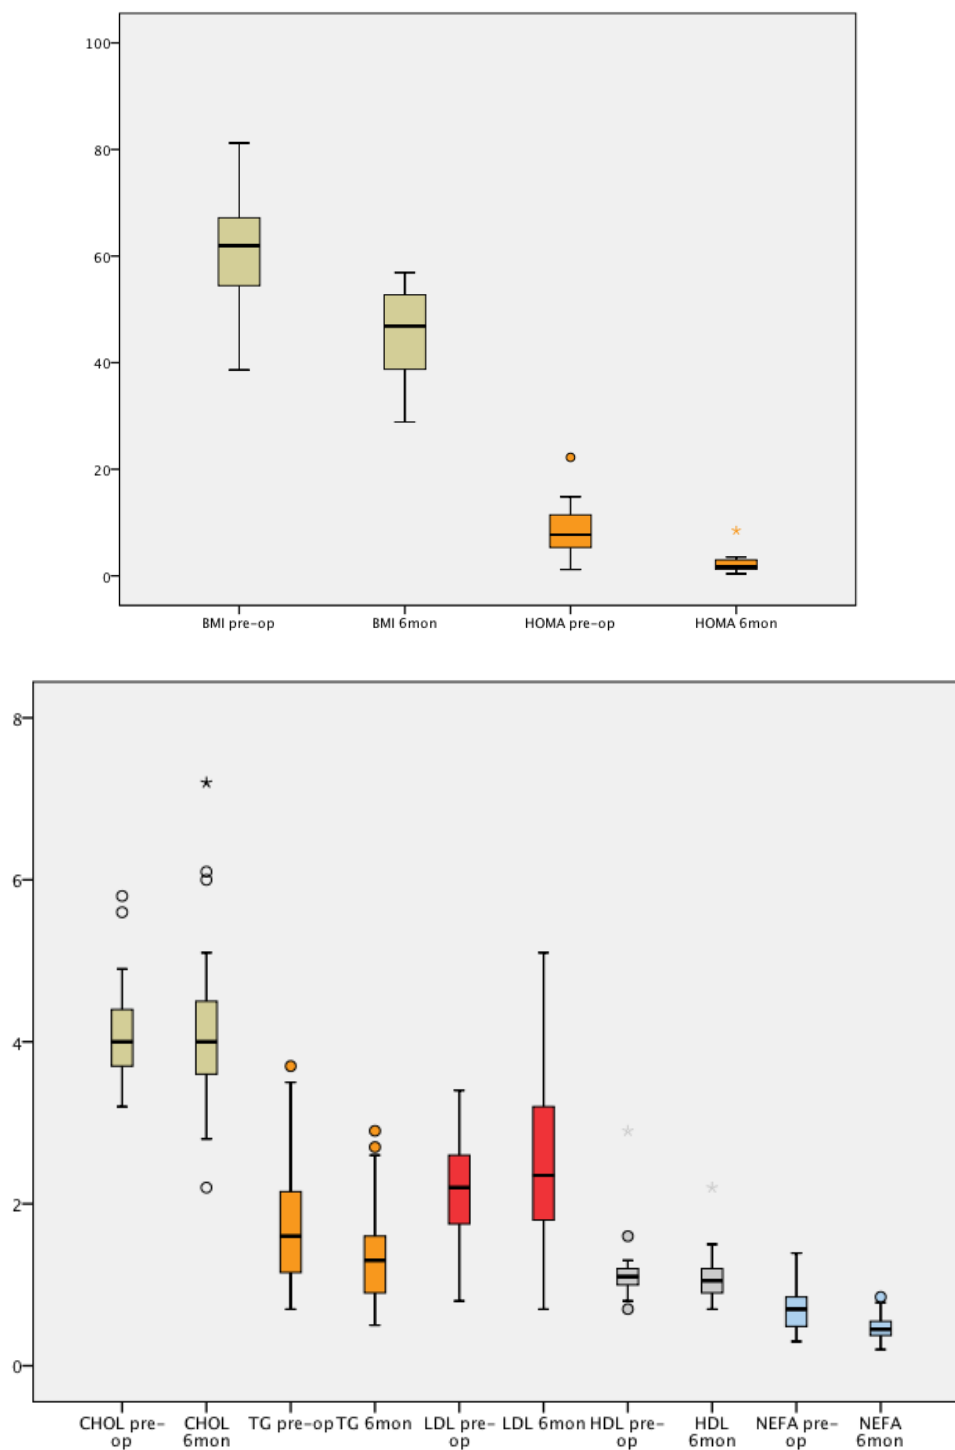 100
80
60
40
20
0
BMI pre-op
BMI 6mon
HOMA pre-op
HOMA 6mon
8
6
4
2
0
CHOL pre-
op
CHOL
6mon
TG pre-op
TG 6mon
LDL pre-
op
LDL 6mon
HDL pre-
op
HDL
6mon
NEFA pre-
op
NEFA
6mon